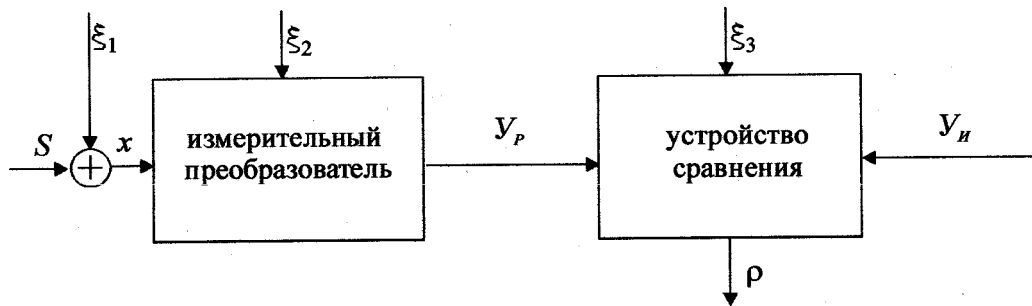 ξ₁
ξ₂
ξ₃
S
x
измерительный
преобразователь
У_Р
устройство
сравнения
У_И
ρ